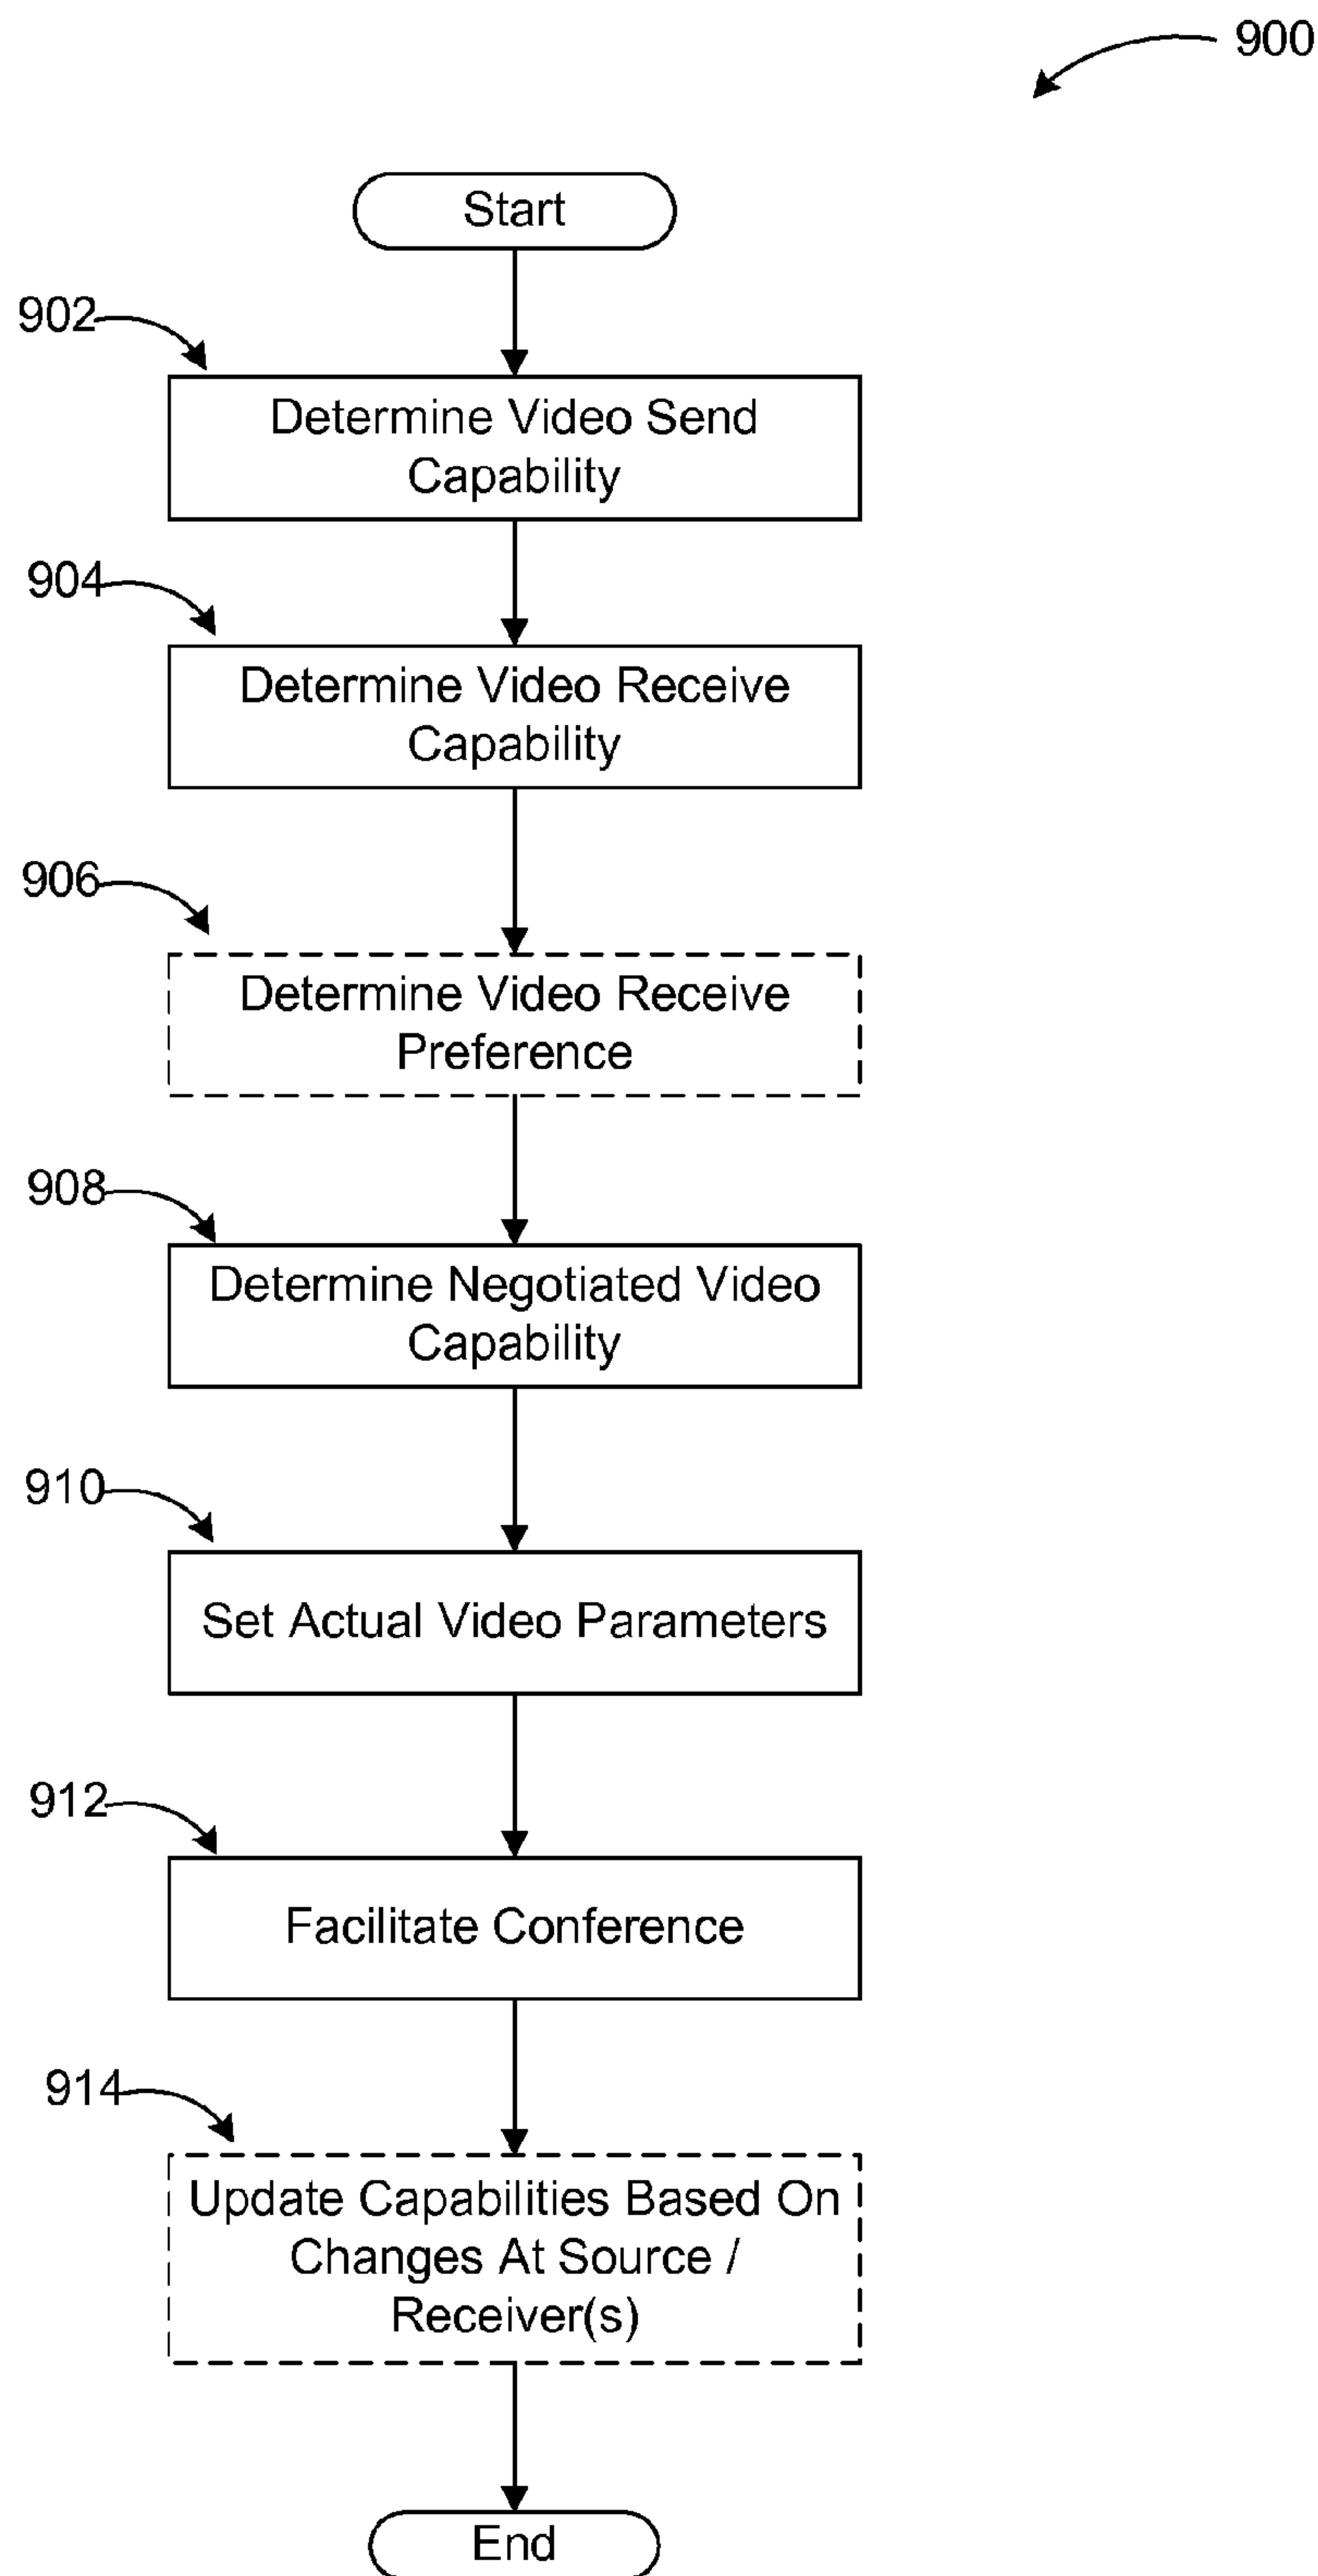 900
Start
902
Determine Video Send
Capability
904
Determine Video Receive
Capability
906
Determine Video Receive
Preference
908
Determine Negotiated Video
Capability
910
Set Actual Video Parameters
912
Facilitate Conference
914
Update Capabilities Based On
Changes At Source /
Receiver(s)
End